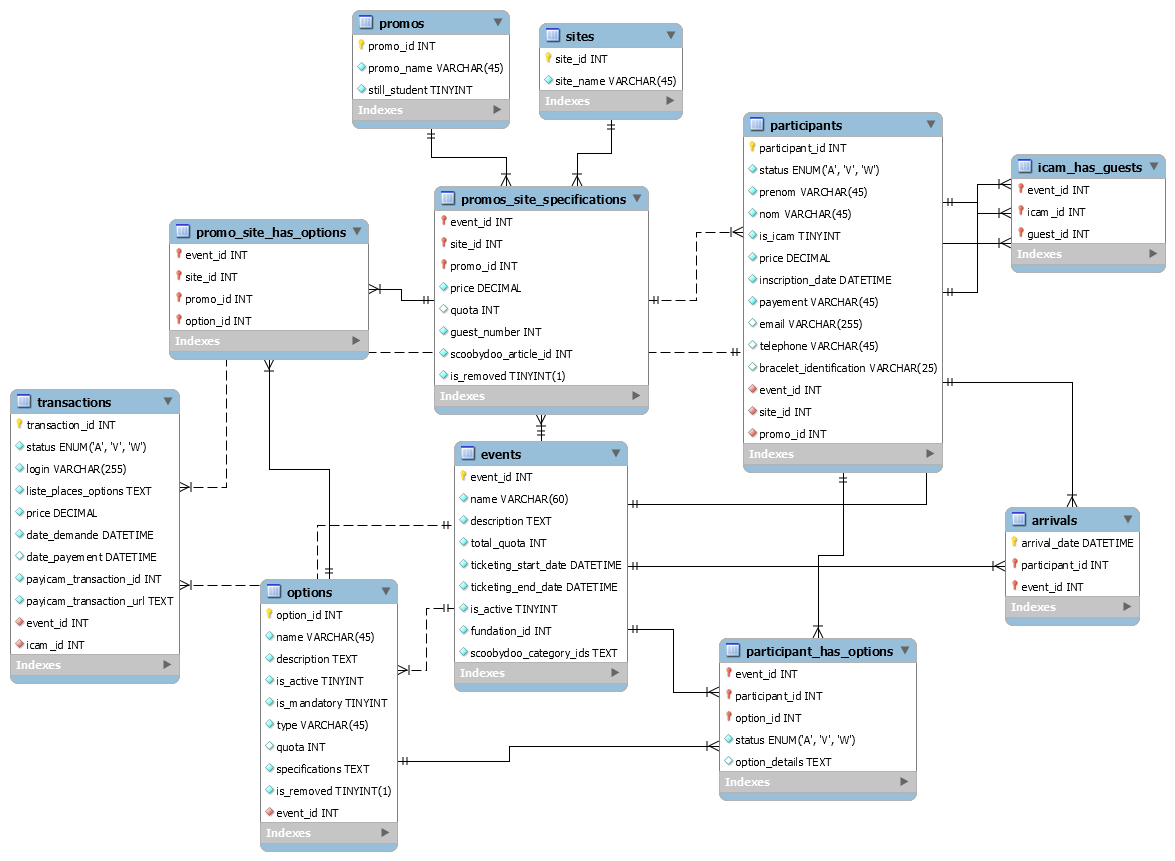 promos
promo_id INT
promo_name VARCHAR(45)
still_student TINYINT
Indexes
sites
site_id INT
site_name VARCHAR(45)
Indexes
participants
participant_id INT
status ENUM('A', 'V', 'W')
prenom VARCHAR(45)
nom VARCHAR(45)
is_icam TINYINT
price DECIMAL
inscription_date DATETIME
payement VARCHAR(45)
email VARCHAR(255)
telephone VARCHAR(45)
bracelet_identification VARCHAR(25)
event_id INT
site_id INT
promo_id INT
Indexes
icam_has_guests
event_id INT
icam_id INT
guest_id INT
Indexes
promos_site_specifications
event_id INT
site_id INT
promo_id INT
price DECIMAL
quota INT
guest_number INT
scoobydoo_article_id INT
is_removed TINYINT(1)
Indexes
promo_site_has_options
event_id INT
site_id INT
promo_id INT
option_id INT
Indexes
transactions
transaction_id INT
status ENUM('A', 'V', 'W')
login VARCHAR(255)
liste_places_options TEXT
price DECIMAL
date_demande DATETIME
date_payement DATETIME
payicam_transaction_id INT
payicam_transaction_url TEXT
event_id INT
icam_id INT
Indexes
events
event_id INT
name VARCHAR(60)
description TEXT
total_quota INT
ticketing_start_date DATETIME
ticketing_end_date DATETIME
is_active TINYINT
fundation_id INT
scoobydoo_category_ids TEXT
Indexes
arrivals
arrival_date DATETIME
participant_id INT
event_id INT
Indexes
options
option_id INT
name VARCHAR(45)
description TEXT
is_active TINYINT
is_mandatory TINYINT
type VARCHAR(45)
quota INT
specifications TEXT
is_removed TINYINT(1)
event_id INT
Indexes
participant_has_options
event_id INT
participant_id INT
option_id INT
status ENUM('A', 'V', 'W')
option_details TEXT
Indexes